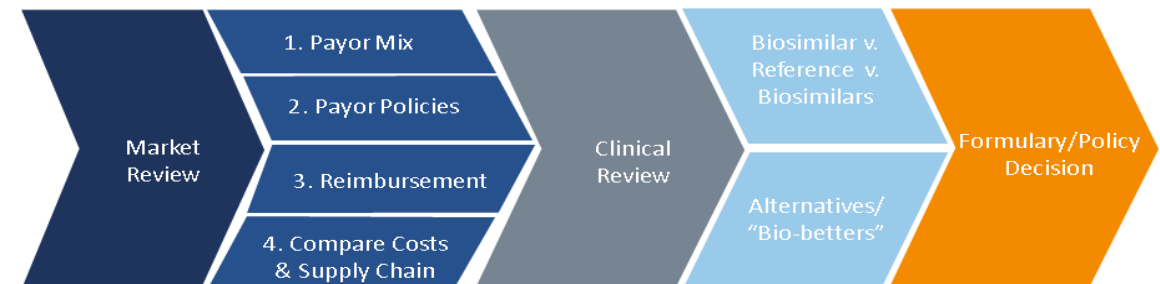 Market
Review
1. Payor Mix
2. Payor Policies
3. Reimbursement
4. Compare Costs
& Supply Chain
Clinical
Review
Biosimilar v.
Reference v.
Biosimilars
Alternatives/
“Bio-betters”
Formulary/Policy
Decision